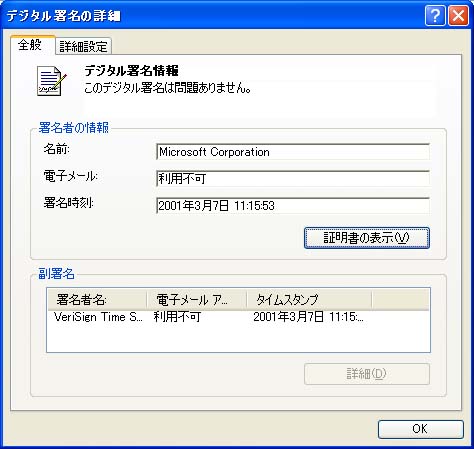 デジタル署名の詳細
全般
詳細設定
デジタル署名情報
このデジタル署名は問題ありません。
署名者の情報
名前:
Microsoft Corporation
電子メール:
利用不可
署名時刻:
2001年3月7日 11:15:53
証明書の表示(V)
副署名
署名者名: 電子メール ア... タイムスタンプ
VeriSign Time S... 利用不可 2001年3月7日 11:15:...
詳細(D)
OK